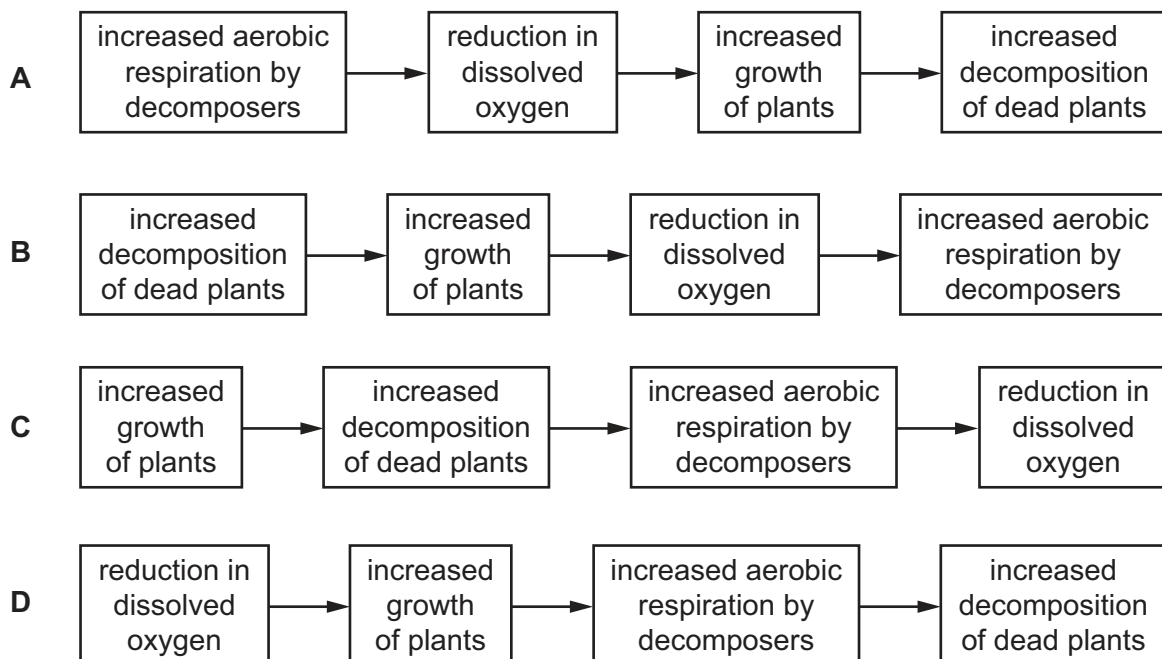 A
increased aerobic
respiration by
decomposers
reduction in
dissolved
oxygen
increased
growth
of plants
increased
decomposition
of dead plants
B
increased
decomposition
of dead plants
increased
growth
of plants
reduction in
dissolved
oxygen
increased aerobic
respiration by
decomposers
C
increased
growth
of plants
increased
decomposition
of dead plants
increased aerobic
respiration by
decomposers
reduction in
dissolved
oxygen
D
reduction in
dissolved
oxygen
increased
growth
of plants
increased aerobic
respiration by
decomposers
increased
decomposition
of dead plants